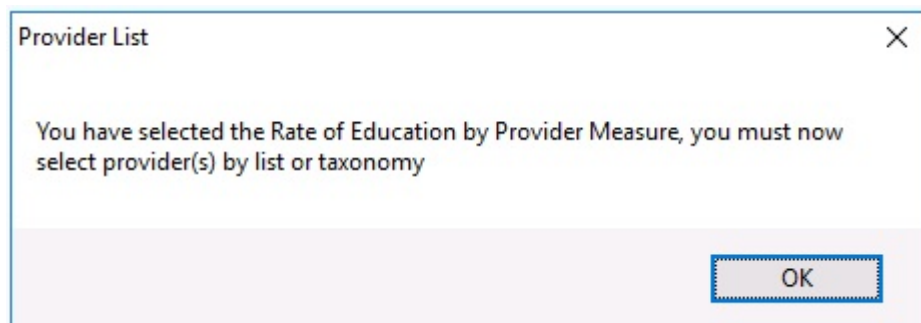 Provider List
You have selected the Rate of Education by Provider Measure, you must now
select provider(s) by list or taxonomy
OK